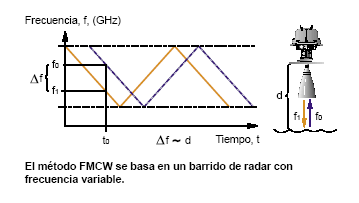 Frecuencia, f, (GHz)
f₀
Δf
f₁
t₀
Δf ~ d
Tiempo, t
d
f₁
f₀
El método FMCW se basa en un barrido de radar con
frecuencia variable.